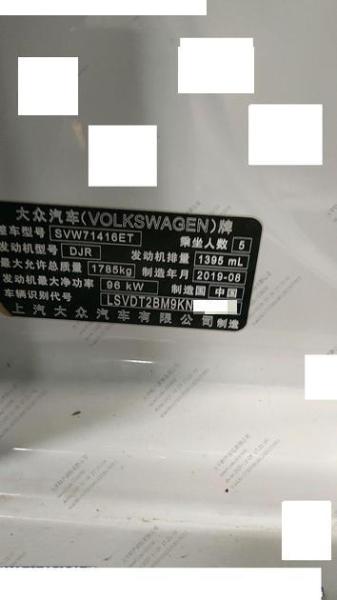 大众汽车(VOLKSWAGEN)牌
整车型号 SVW71416ET 乘坐人数 5
发动机型号 DJR 发动机排量 1395 mL
最大允许总质量 1785kg 制造年月 2019-08
发动机最大净功率 96 kW 制造国 中国
车辆识别代号 LSVDT2BM9KN
上汽大众汽车有限公司 制造